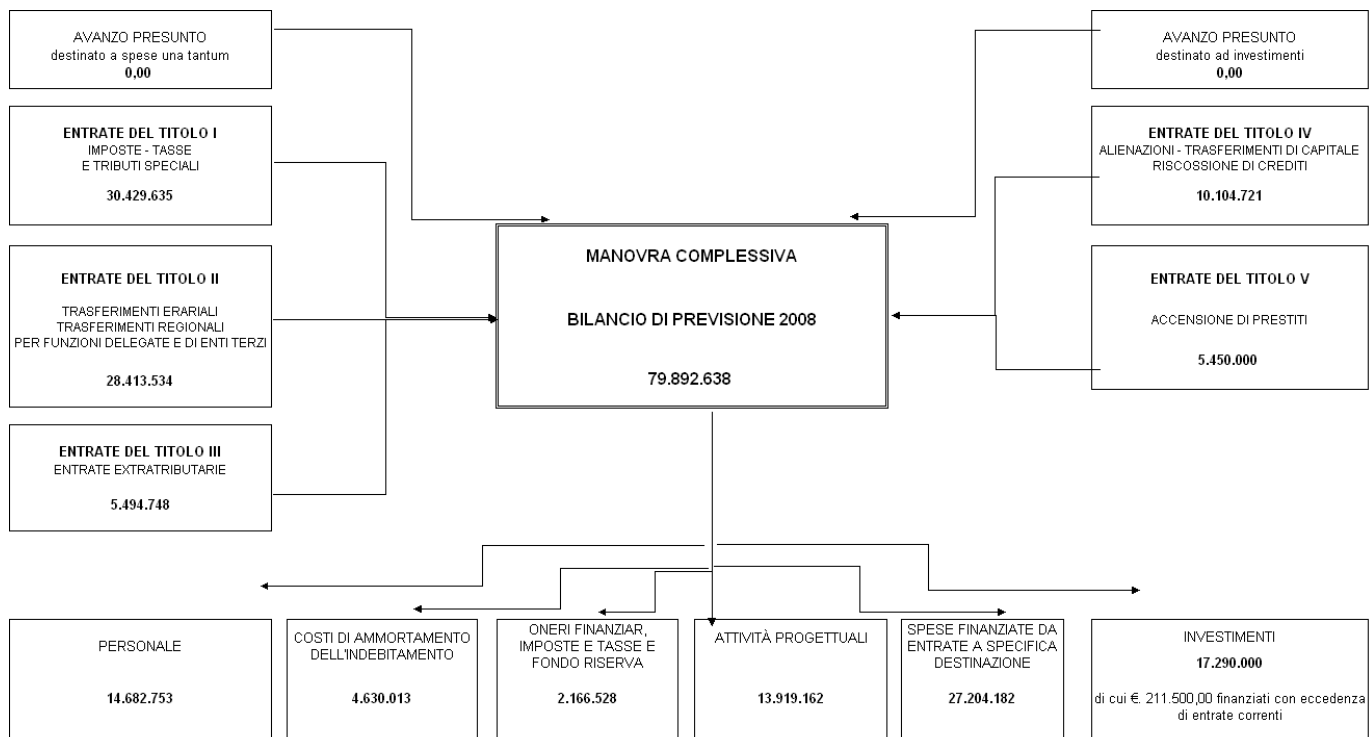 AVANZO PRESUNTO
destinato a spese una tantum
0,00
AVANZO PRESUNTO
destinato ad investimenti
0,00
ENTRATE DEL TITOLO I
IMPOSTE - TASSE
E TRIBUTI SPECIALI
30.429.635
ENTRATE DEL TITOLO IV
ALIENAZIONI - TRASFERIMENTI DI CAPITALE
RISCOSSIONE DI CREDITI
10.104.721
ENTRATE DEL TITOLO II
TRASFERIMENTI ERARIALI
TRASFERIMENTI REGIONALI
PER FUNZIONI DELEGATE E DI ENTI TERZI
28.413.534
MANOVRA COMPLESSIVA
BILANCIO DI PREVISIONE 2008
79.892.638
ENTRATE DEL TITOLO V
ACCENSIONE DI PRESTITI
5.450.000
ENTRATE DEL TITOLO III
ENTRATE EXTRATRIBUTARIE
5.494.748
PERSONALE
14.682.753
COSTI DI AMMORTAMENTO
DELL'INDEBITAMENTO
4.630.013
ONERI FINANZIAR,
IMPOSTE E TASSE E
FONDO RISERVA
2.166.528
ATTIVITÀ PROGETTUALI
13.919.162
SPESE FINANZIATE DA
ENTRATE A SPECIFICA
DESTINAZIONE
27.204.182
INVESTIMENTI
17.290.000
di cui €. 211.500,00 finanziati con eccedenza
di entrate correnti